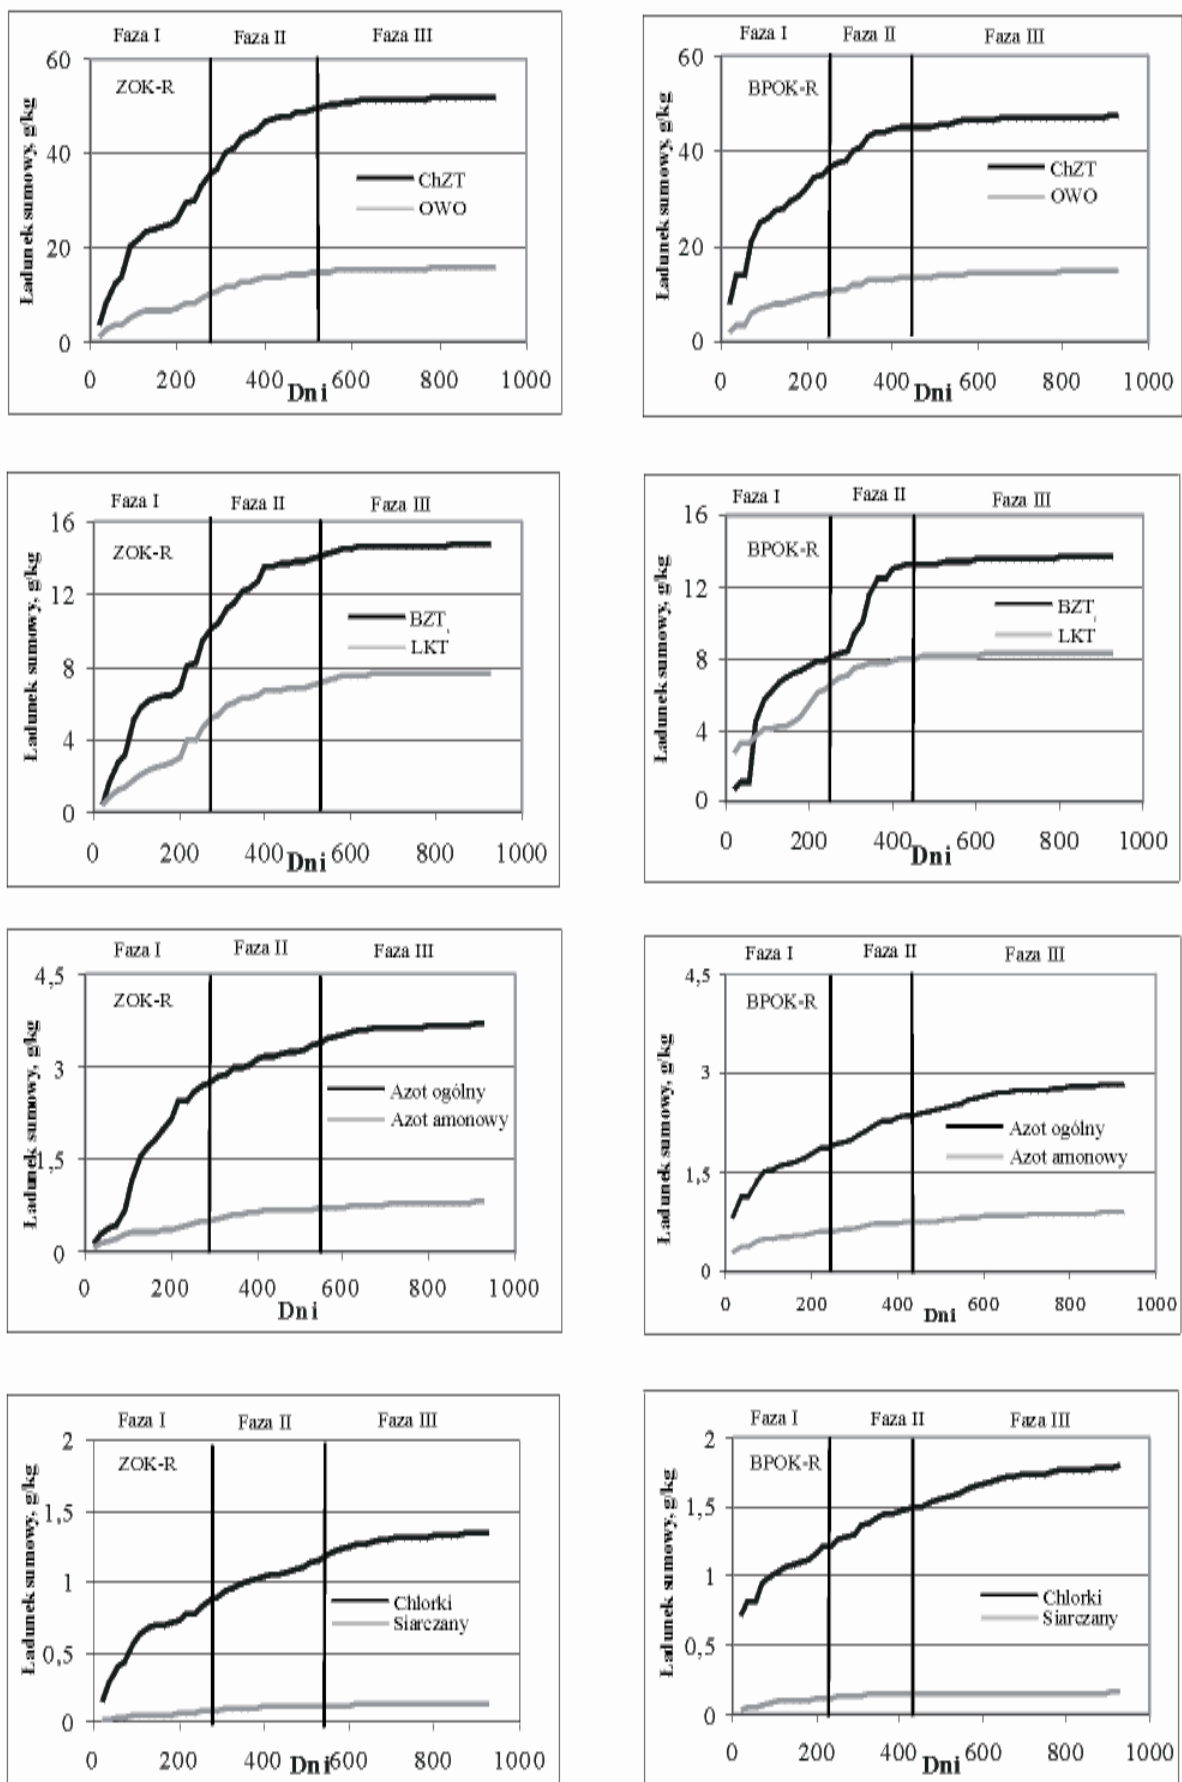 Faza I Faza II Faza III
ZOK-R
Ładunek sumowy, g/kg
60
40
20
0
ChZT
OWO
0 200 400 600 800 1000
Dni
Faza I Faza II Faza III
BPOK-R
Ładunek sumowy, g/kg
60
40
20
0
ChZT
OWO
0 200 400 600 800 1000
Dni
Faza I Faza II Faza III
ZOK-R
Ładunek sumowy, g/kg
16
12
8
4
0
BZT
LKT
0 200 400 600 800 1000
Dni
Faza I Faza II Faza III
BPOK-R
Ładunek sumowy, g/kg
16
12
8
4
0
BZT
LKT
0 200 400 600 800 1000
Dni
Faza I Faza II Faza III
ZOK-R
Ładunek sumowy, g/kg
4,5
3
1,5
0
Azot ogólny
Azot amonowy
0 200 400 600 800 1000
Dni
Faza I Faza II Faza III
BPOK-R
Ładunek sumowy, g/kg
4,5
3
1,5
0
Azot ogólny
Azot amonowy
0 200 400 600 800 1000
Dni
Faza I Faza II Faza III
ZOK-R
Ładunek sumowy, g/kg
2
1,5
1
0,5
0
Chlorki
Siarczany
0 200 400 600 800 1000
Dni
Faza I Faza II Faza III
BPOK-R
Ładunek sumowy, g/kg
2
1,5
1
0,5
0
Chlorki
Siarczany
0 200 400 600 800 1000
Dni